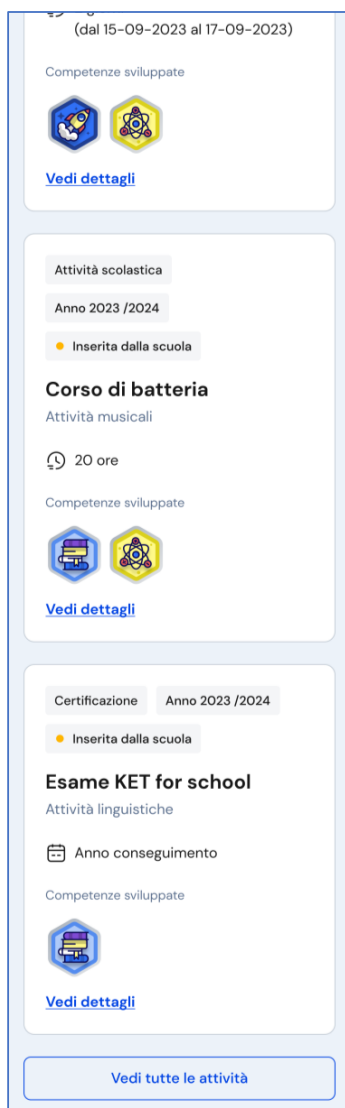 (dal 15-09-2023 al 17-09-2023)
Competenze sviluppate
Vedi dettagli
Attività scolastica
Anno 2023 /2024
Inserita dalla scuola
Corso di batteria
Attività musicali
20 ore
Competenze sviluppate
Vedi dettagli
Certificazione Anno 2023 /2024
Inserita dalla scuola
Esame KET for school
Attività linguistiche
Anno conseguimento
Competenze sviluppate
Vedi dettagli
Vedi tutte le attività